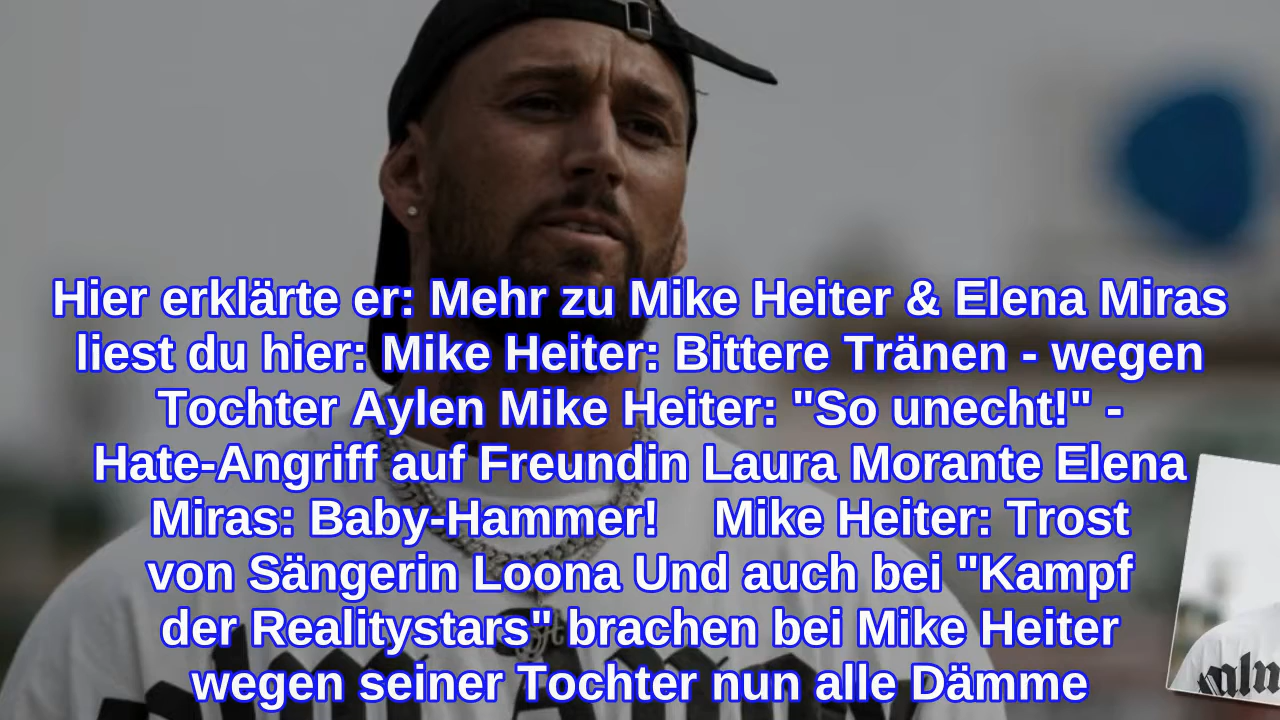 Hier erklärte er: Mehr zu Mike Heiter & Elena Miras
liest du hier: Mike Heiter: Bittere Tränen - wegen
Tochter Aylen Mike Heiter: "So unecht!" -
Hate-Angriff auf Freundin Laura Morante Elena
Miras: Baby-Hammer!    Mike Heiter: Trost
von Sängerin Loona Und auch bei "Kampf
der Realitystars" brachen bei Mike Heiter
wegen seiner Tochter nun alle Dämme